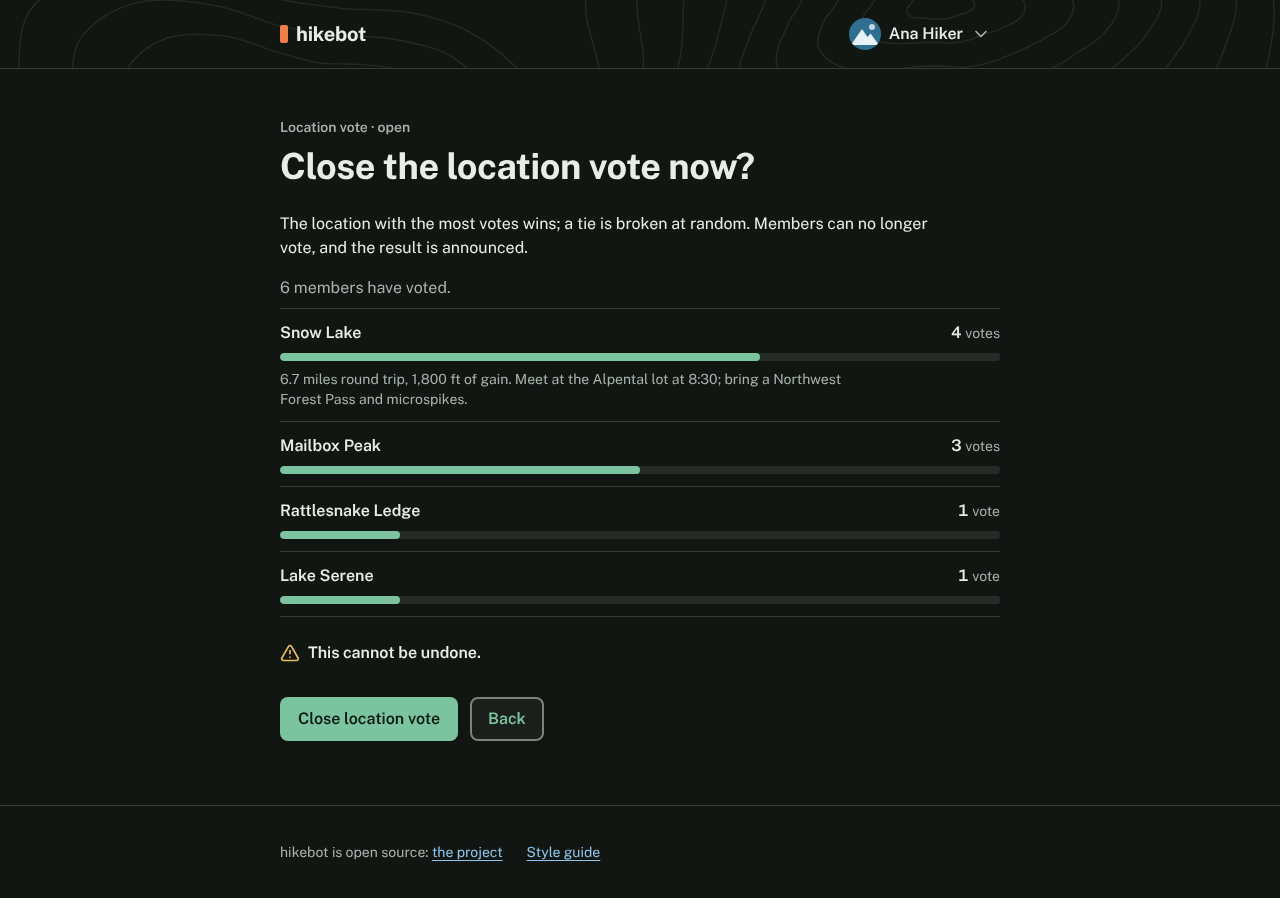 hikebot
Ana Hiker
Location vote · open
Close the location vote now?
The location with the most votes wins; a tie is broken at random. Members can no longer
vote, and the result is announced.
6 members have voted.
Snow Lake
4 votes
6.7 miles round trip, 1,800 ft of gain. Meet at the Alpental lot at 8:30; bring a Northwest
Forest Pass and microspikes.
Mailbox Peak
3 votes
Rattlesnake Ledge
1 vote
Lake Serene
1 vote
This cannot be undone.
Close location vote
Back
hikebot is open source: the project
Style guide